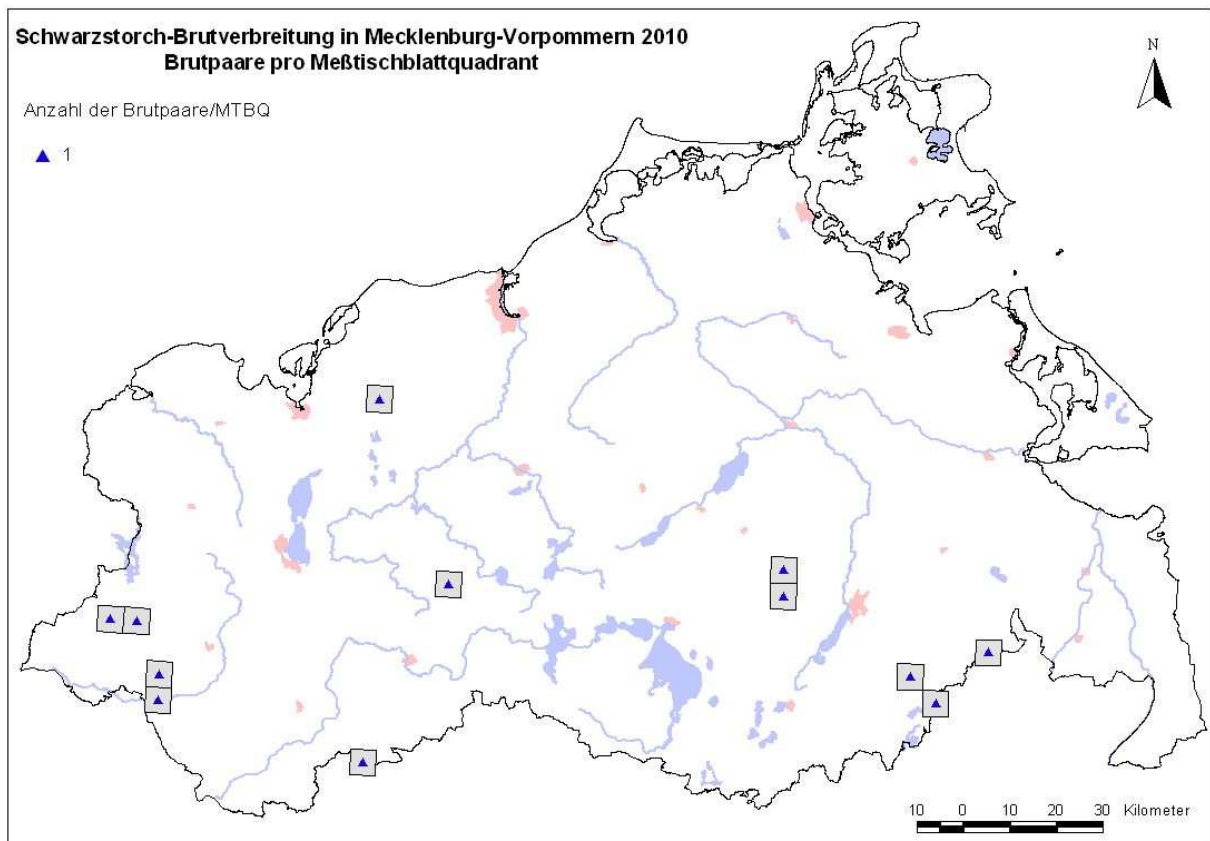 Schwarzstorch-Brutverbreitung in Mecklenburg-Vorpommern 2010
Brutpaare pro Meßtischblattquadrant
N
Anzahl der Brutpaare/MTBQ
1
10 0 10 20 30 Kilometer